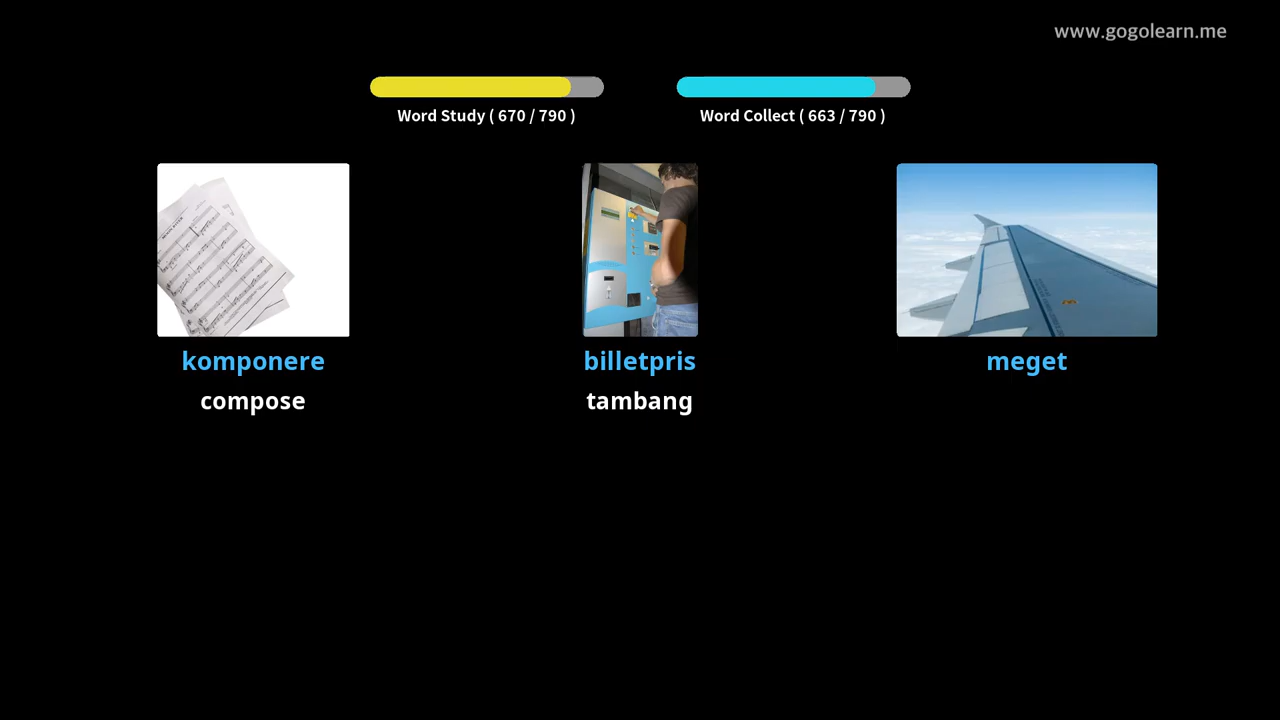 www.gogolearn.me
Word Study ( 670 / 790 )
Word Collect ( 663 / 790 )
komponere
billetpris
meget
compose
tambang